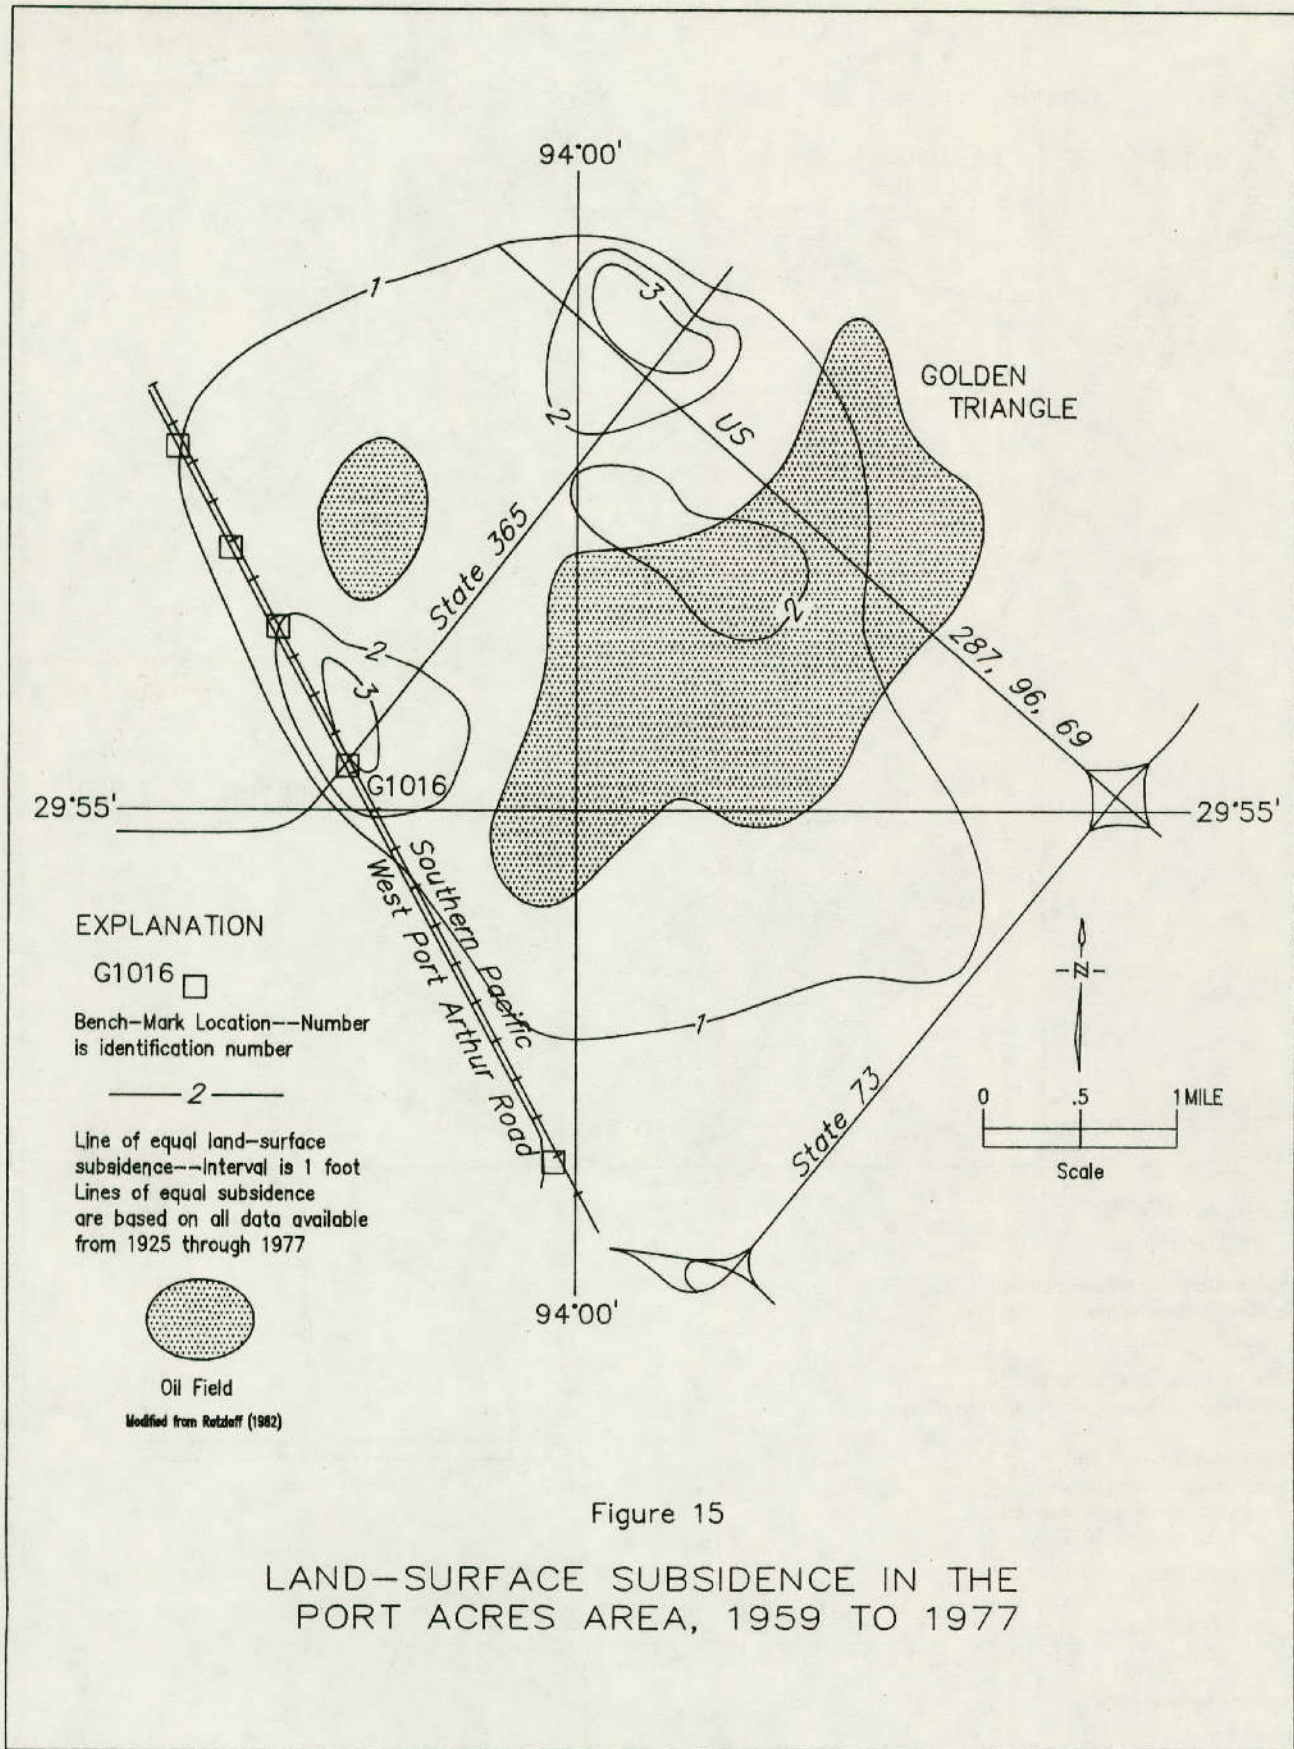 94°00'
1
3
GOLDEN
TRIANGLE
2
US
State 365
2
2
287, 96, 69
3
G1016
29°55'
29°55'
Southern Pacific
West Port Arthur Road
EXPLANATION
G1016
Bench-Mark Location--Number
is identification number
2
Line of equal land-surface
subsidence--Interval is 1 foot
Lines of equal subsidence
are based on all data available
from 1925 through 1977
Oil Field
Modified from Ratzlaff (1982)
1
State 73
N
0 .5 1 MILE
Scale
94°00'
Figure 15
LAND-SURFACE SUBSIDENCE IN THE
PORT ACRES AREA, 1959 TO 1977